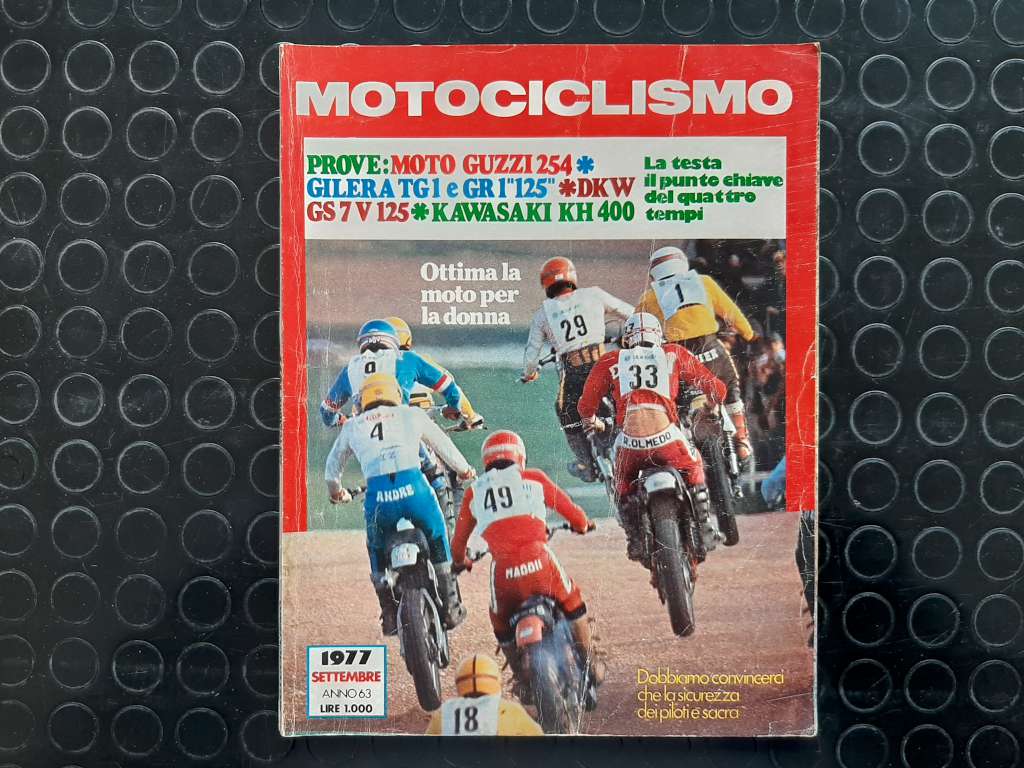 MOTOCICLISMO
PROVE: MOTO GUZZI 254 *
GILERA TG1 e GR1"125" *DKW
GS 7 V 125 * KAWASAKI KH 400
La testa
il punto chiave
del quattro
tempi
Ottima la
moto per
la donna
1
29
33
R.OLMEDO
9
4
ANDRE
49
MADDII
18
1977
SETTEMBRE
ANNO 63
LIRE 1.000
Dobbiamo convincerci
che la sicurezza
dei piloti è sacra